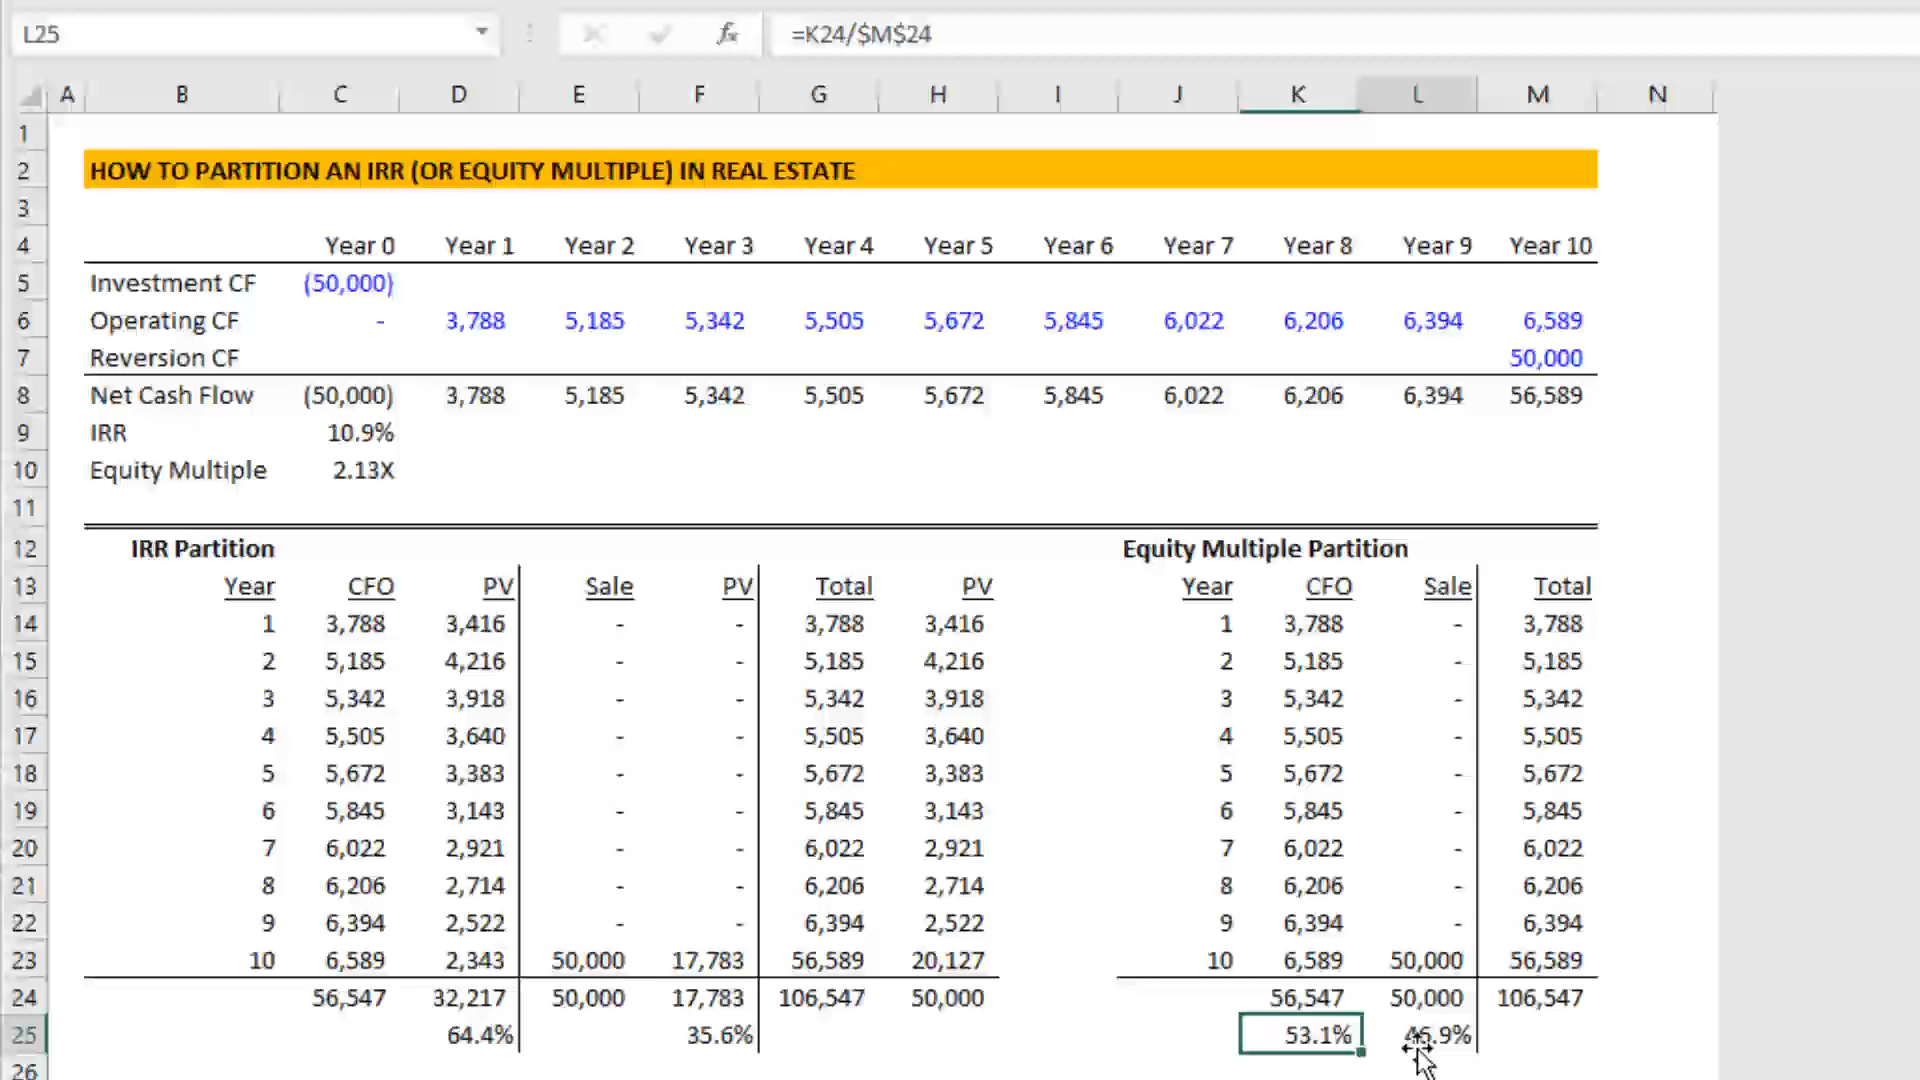 L25 fx =K24/$M$24
A B C D E F G H I J K L M N
1
2 HOW TO PARTITION AN IRR (OR EQUITY MULTIPLE) IN REAL ESTATE
3
4 Year 0 Year 1 Year 2 Year 3 Year 4 Year 5 Year 6 Year 7 Year 8 Year 9 Year 10
5 Investment CF (50,000)
6 Operating CF - 3,788 5,185 5,342 5,505 5,672 5,845 6,022 6,206 6,394 6,589
7 Reversion CF 50,000
8 Net Cash Flow (50,000) 3,788 5,185 5,342 5,505 5,672 5,845 6,022 6,206 6,394 56,589
9 IRR 10.9%
10 Equity Multiple 2.13X
11
12 IRR Partition Equity Multiple Partition
13 Year CFO PV Sale PV Total PV Year CFO Sale Total
14 1 3,788 3,416 - - 3,788 3,416 1 3,788 - 3,788
15 2 5,185 4,216 - - 5,185 4,216 2 5,185 - 5,185
16 3 5,342 3,918 - - 5,342 3,918 3 5,342 - 5,342
17 4 5,505 3,640 - - 5,505 3,640 4 5,505 - 5,505
18 5 5,672 3,383 - - 5,672 3,383 5 5,672 - 5,672
19 6 5,845 3,143 - - 5,845 3,143 6 5,845 - 5,845
20 7 6,022 2,921 - - 6,022 2,921 7 6,022 - 6,022
21 8 6,206 2,714 - - 6,206 2,714 8 6,206 - 6,206
22 9 6,394 2,522 - - 6,394 2,522 9 6,394 - 6,394
23 10 6,589 2,343 50,000 17,783 56,589 20,127 10 6,589 50,000 56,589
24 56,547 32,217 50,000 17,783 106,547 50,000 56,547 50,000 106,547
25 64.4% 35.6% 53.1% 46.9%
26